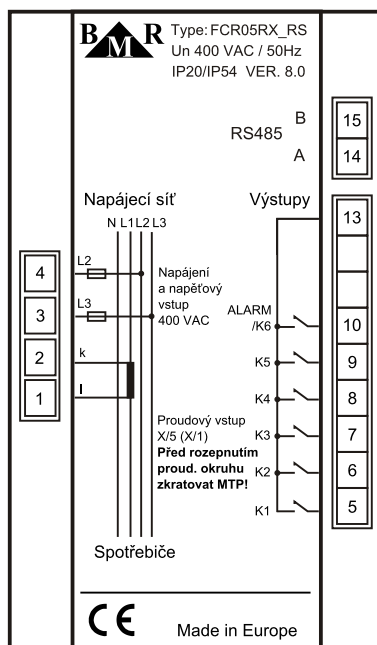 BMR
Type: FCR05RX_RS
Un 400 VAC / 50Hz
IP20/IP54 VER. 8.0
RS485
B
A
15
14
Napájecí síť
Výstupy
N L1 L2 L3
13
4
L2
3
L3
2
k
1
l
Napájení
a napěťový
vstup
400 VAC
ALARM
/K6
10
K5
9
K4
8
K3
7
K2
6
K1
5
Proudový vstup
X/5 (X/1)
Před rozepnutím
proud. okruhu
zkratovat MTP!
Spotřebiče
CE
Made in Europe